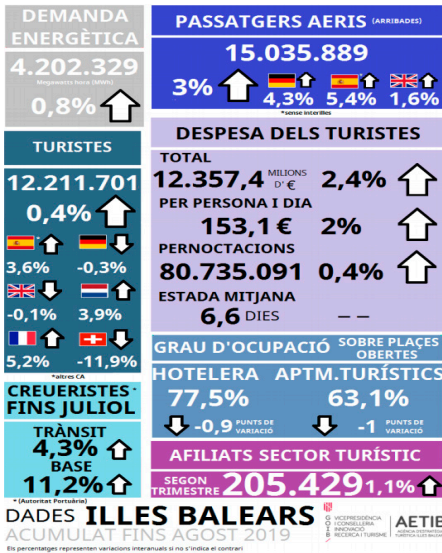 DEMANDA
ENERGÈTICA
4.202.329
Megawatts hora (MWh)
0,8%
PASSATGERS AERIS (ARRIBADES)
15.035.889
3%
4,3% 5,4% 1,6%
*sense interilles
TURISTES
12.211.701
0,4%
3,6% -0,3%
-0,1% 3,9%
5,2% -11,9%
*altres CA
DESPESA DELS TURISTES
TOTAL
12.357,4 MILIONS D' € 2,4%
PER PERSONA I DIA
153,1 € 2%
PERNOCTACIONS
80.735.091 0,4%
ESTADA MITJANA
6,6 DIES --
GRAU D'OCUPACIÓ SOBRE PLAÇES OBERTES
HOTELERA APTM.TURÍSTICS
77,5% 63,1%
-0,9 PUNTS DE VARIACIÓ -1 PUNTS DE VARIACIÓ
CREUERISTES *
FINS JULIOL
TRÀNSIT
4,3%
BASE
11,2%
* (Autoritat Portuària)
AFILIATS SECTOR TURÍSTIC
SEGON TRIMESTRE 205.429 1,1%
DADES ILLES BALEARS
ACUMULAT FINS AGOST 2019
Els percentatges representen variacions interanuals si no s'indica el contrari
G VICEPRESIDÈNCIA
O I CONSELLERIA
I INNOVACIÓ
B RECERCA I TURISME
AETIB
AGÈNCIA D'ESTRATÈGIA
TURÍSTICA ILLES BALEARS